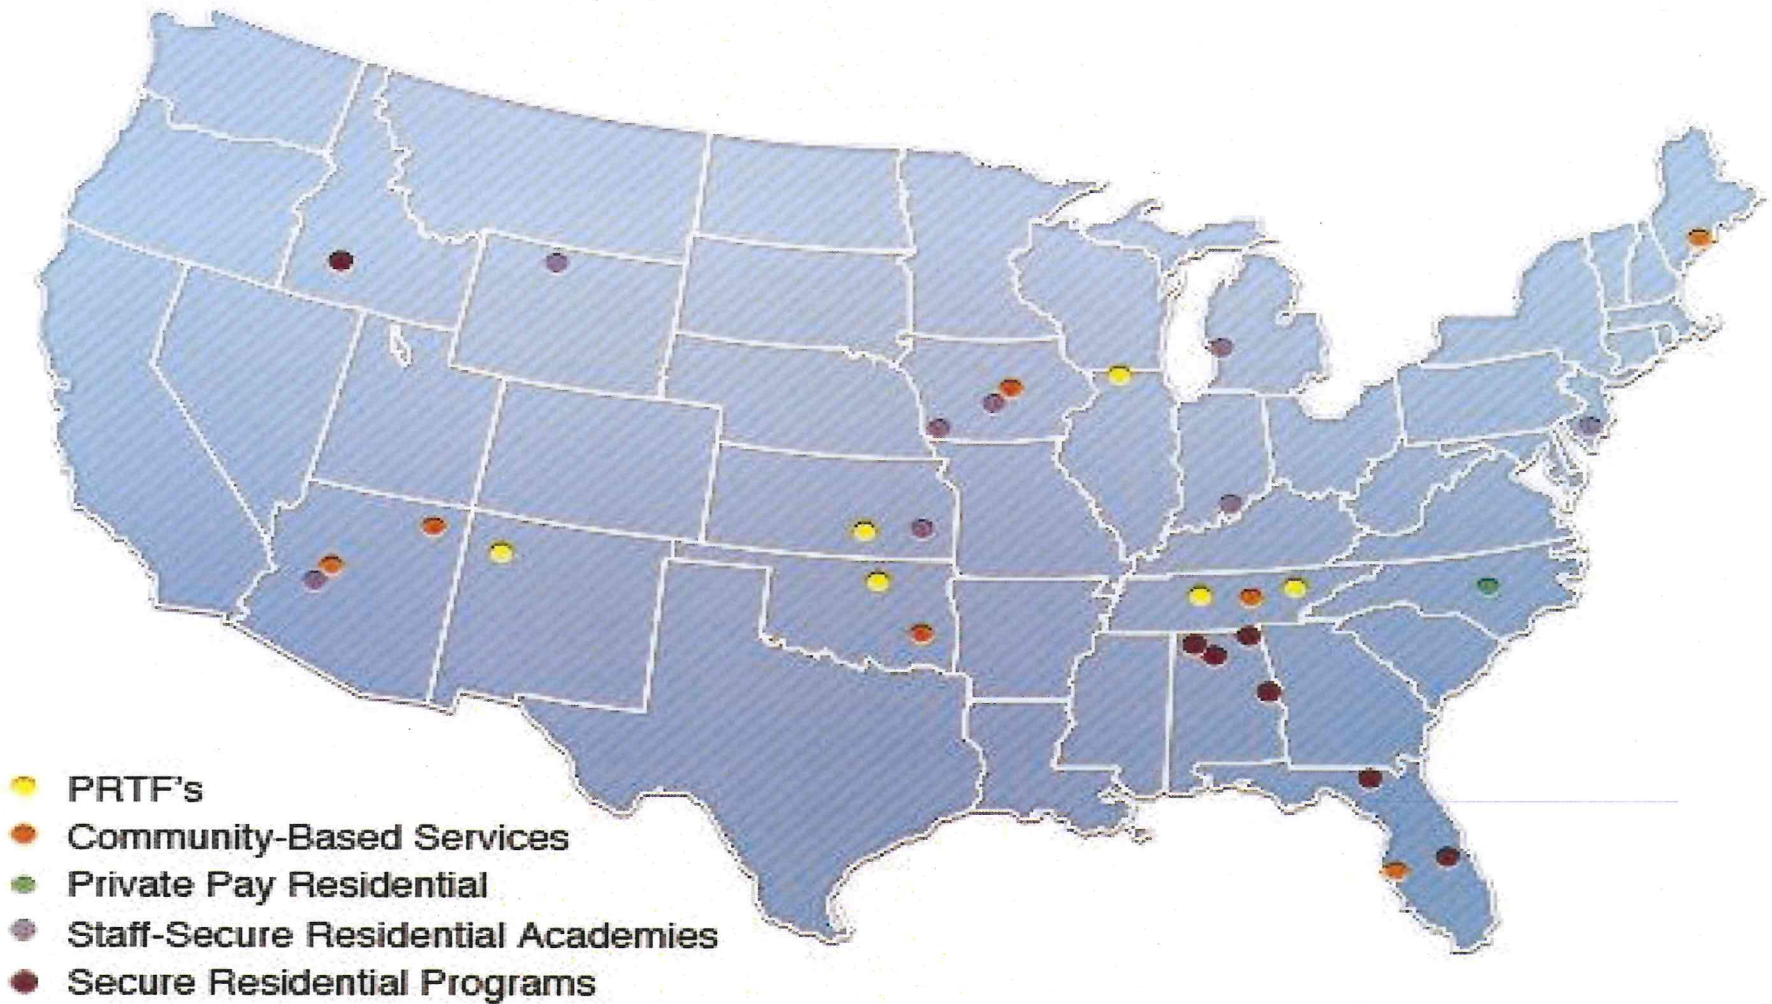 PRTF's
Community-Based Services
Private Pay Residential
Staff-Secure Residential Academies
Secure Residential Programs